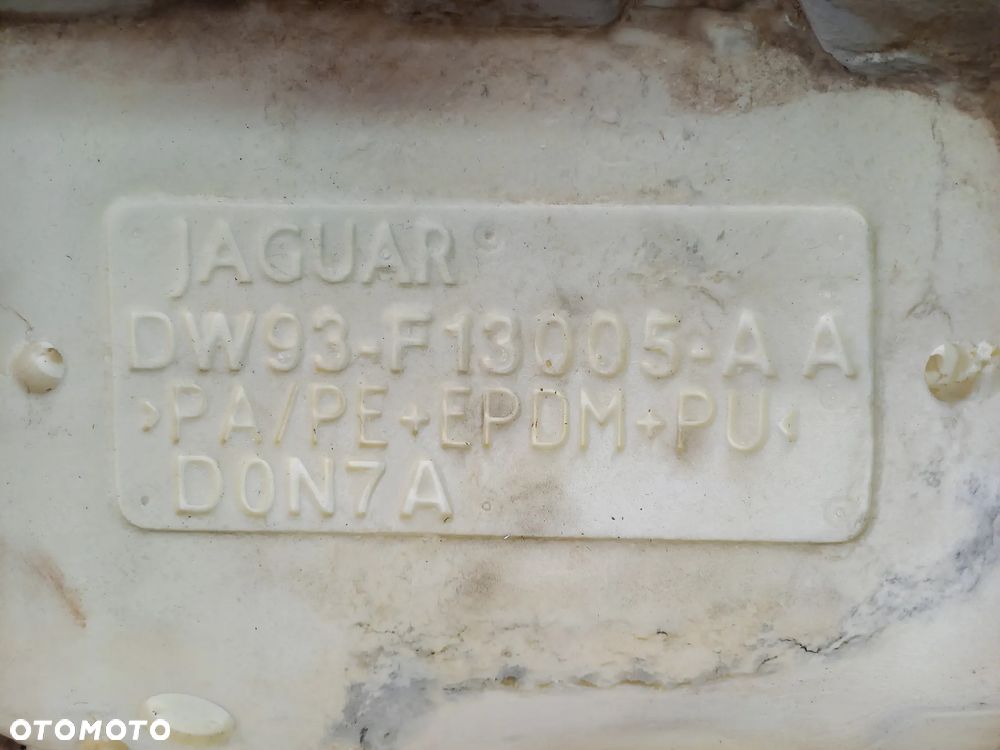 JAGUAR
DW93-F13005-AA
>PA/PE+EPDM+PU<
D0N7A
OTOMOTO